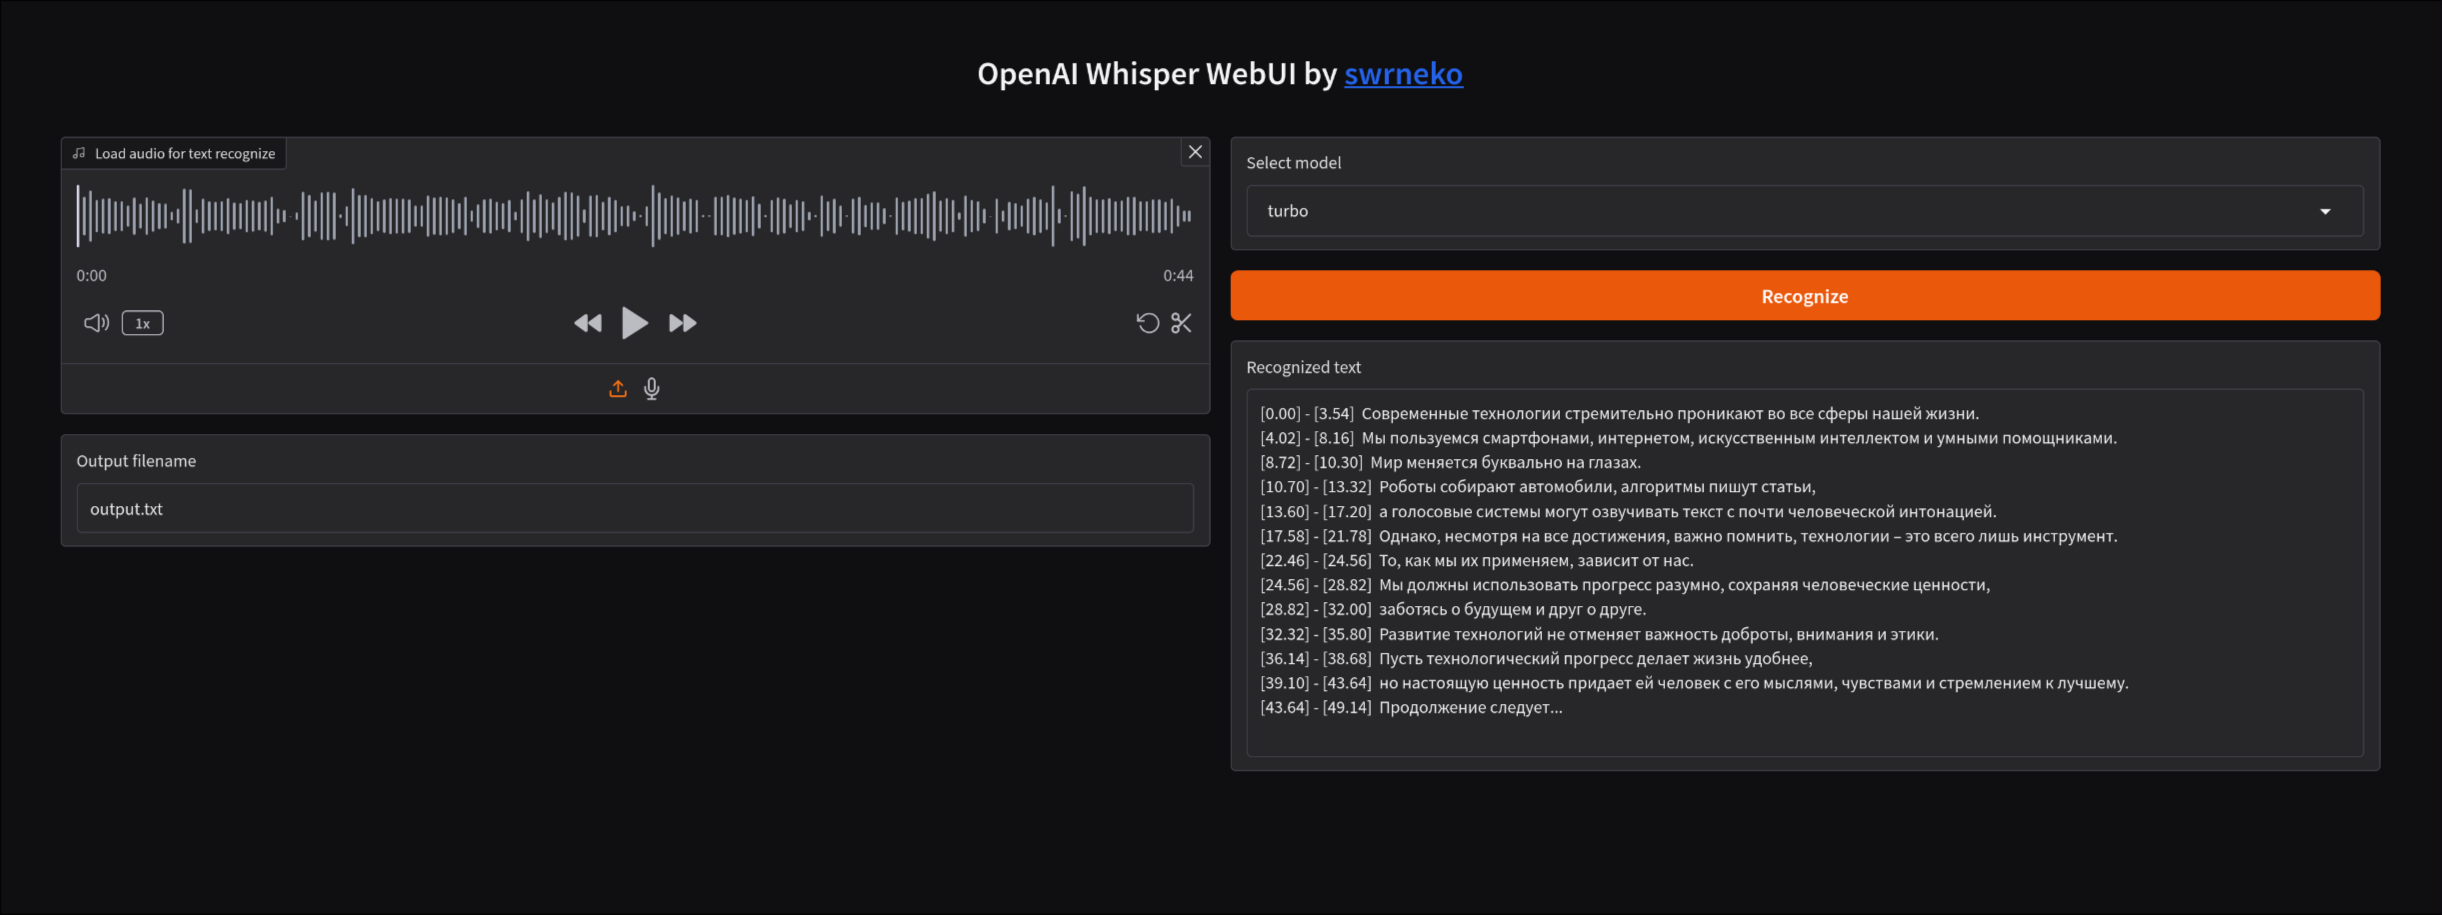 OpenAI Whisper WebUI by swrneko
Load audio for text recognize
0:00
0:44
1x
Output filename
output.txt
Select model
turbo
Recognize
Recognized text
[0.00] - [3.54]  Современные технологии стремительно проникают во все сферы нашей жизни.
[4.02] - [8.16]  Мы пользуемся смартфонами, интернетом, искусственным интеллектом и умными помощниками.
[8.72] - [10.30]  Мир меняется буквально на глазах.
[10.70] - [13.32]  Роботы собирают автомобили, алгоритмы пишут статьи,
[13.60] - [17.20]  а голосовые системы могут озвучивать текст с почти человеческой интонацией.
[17.58] - [21.78]  Однако, несмотря на все достижения, важно помнить, технологии – это всего лишь инструмент.
[22.46] - [24.56]  То, как мы их применяем, зависит от нас.
[24.56] - [28.82]  Мы должны использовать прогресс разумно, сохраняя человеческие ценности,
[28.82] - [32.00]  заботясь о будущем и друг о друге.
[32.32] - [35.80]  Развитие технологий не отменяет важность доброты, внимания и этики.
[36.14] - [38.68]  Пусть технологический прогресс делает жизнь удобнее,
[39.10] - [43.64]  но настоящую ценность придает ей человек с его мыслями, чувствами и стремлением к лучшему.
[43.64] - [49.14]  Продолжение следует...